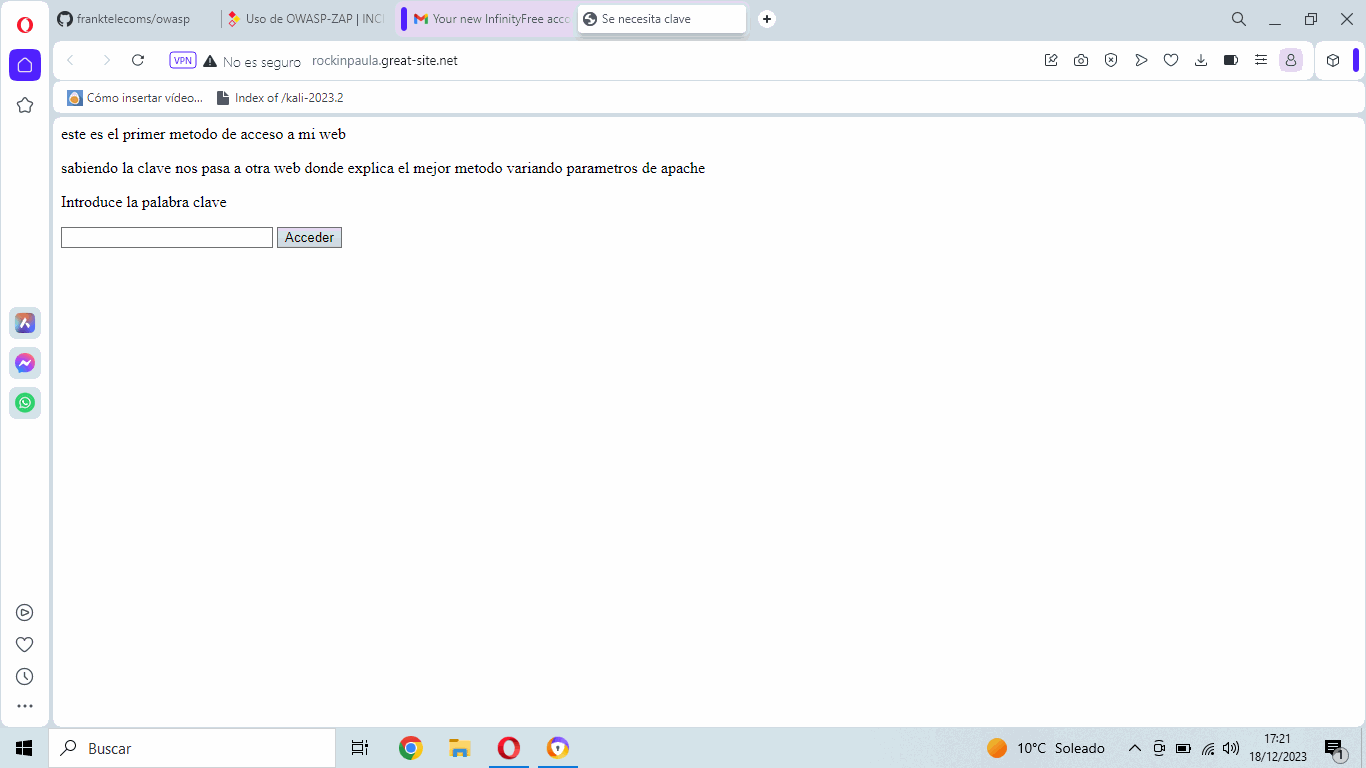 franktelecoms/owasp
Uso de OWASP-ZAP | INCI
Your new InfinityFree acco
Se necesita clave
VPN
No es seguro
rockinpaula.great-site.net
Cómo insertar vídeo...
Index of /kali-2023.2
este es el primer metodo de acceso a mi web
sabiendo la clave nos pasa a otra web donde explica el mejor metodo variando parametros de apache
Introduce la palabra clave
Acceder
Buscar
10°C Soleado
17:21
18/12/2023
1